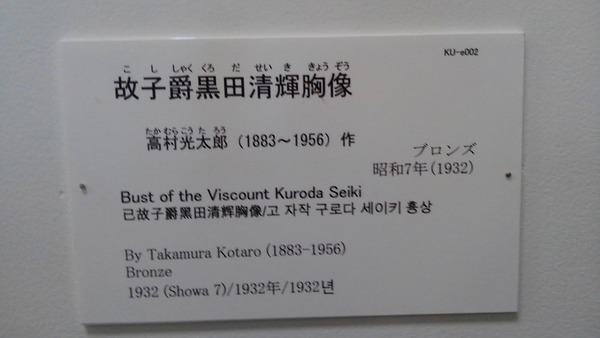 KU-e002
こ し しゃく くろ だ せい き きょう ぞう
故子爵黒田清輝胸像
たか むら こう た ろう
高村光太郎 (1883～1956) 作
ブロンズ
昭和7年(1932)
Bust of the Viscount Kuroda Seiki
已故子爵黑田清辉胸像/고 자작 구로다 세이키 흉상
By Takamura Kotaro (1883-1956)
Bronze
1932 (Showa 7)/1932年/1932년